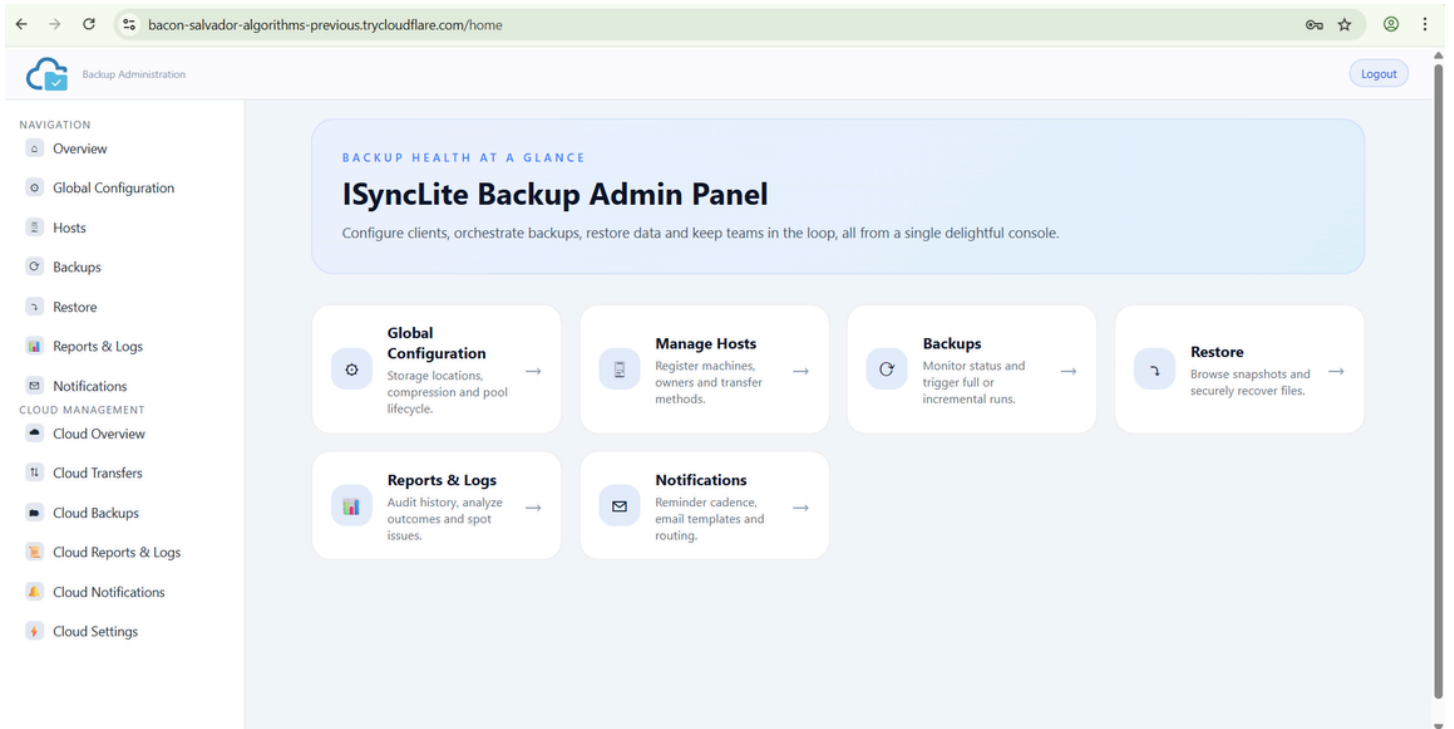 bacon-salvador-algorithms-previous.trycloudflare.com/home
Backup Administration
Logout
NAVIGATION
Overview
Global Configuration
Hosts
Backups
Restore
Reports & Logs
Notifications
CLOUD MANAGEMENT
Cloud Overview
Cloud Transfers
Cloud Backups
Cloud Reports & Logs
Cloud Notifications
Cloud Settings
BACKUP HEALTH AT A GLANCE
ISyncLite Backup Admin Panel
Configure clients, orchestrate backups, restore data and keep teams in the loop, all from a single delightful console.
Global
Configuration
Storage locations,
compression and pool
lifecycle.
Manage Hosts
Register machines,
owners and transfer
methods.
Backups
Monitor status and
trigger full or
incremental runs.
Restore
Browse snapshots and
securely recover files.
Reports & Logs
Audit history, analyze
outcomes and spot
issues.
Notifications
Reminder cadence,
email templates and
routing.